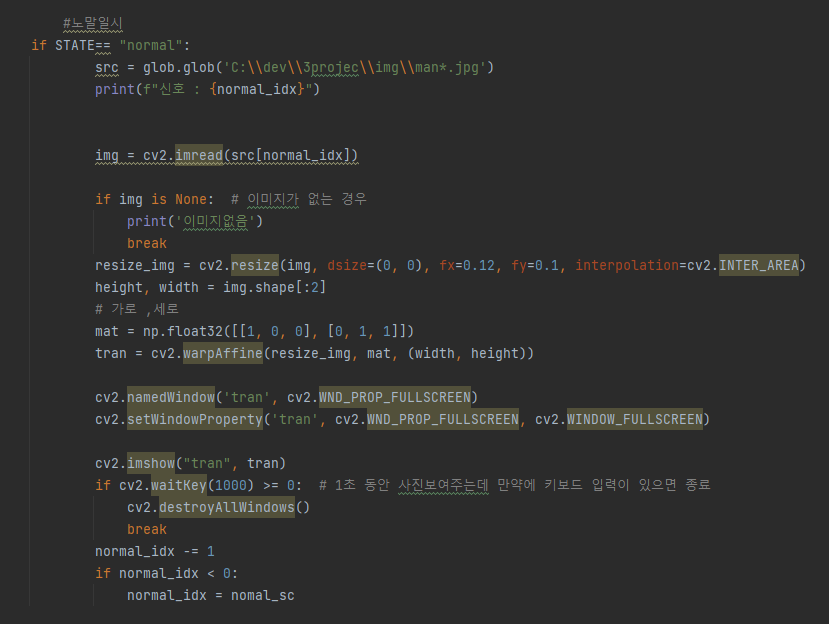 #노말일시
if STATE== "normal":
src = glob.glob('C:\\dev\\3projec\\img\\man*.jpg')
print(f"신호 : {normal_idx}")
img = cv2.imread(src[normal_idx])
if img is None:  # 이미지가 없는 경우
print('이미지없음')
break
resize_img = cv2.resize(img, dsize=(0, 0), fx=0.12, fy=0.1, interpolation=cv2.INTER_AREA)
height, width = img.shape[:2]
# 가로 ,세로
mat = np.float32([[1, 0, 0], [0, 1, 1]])
tran = cv2.warpAffine(resize_img, mat, (width, height))
cv2.namedWindow('tran', cv2.WND_PROP_FULLSCREEN)
cv2.setWindowProperty('tran', cv2.WND_PROP_FULLSCREEN, cv2.WINDOW_FULLSCREEN)
cv2.imshow("tran", tran)
if cv2.waitKey(1000) >= 0:  # 1초 동안 사진보여주는데 만약에 키보드 입력이 있으면 종료
cv2.destroyAllWindows()
break
normal_idx -= 1
if normal_idx < 0:
normal_idx = nomal_sc